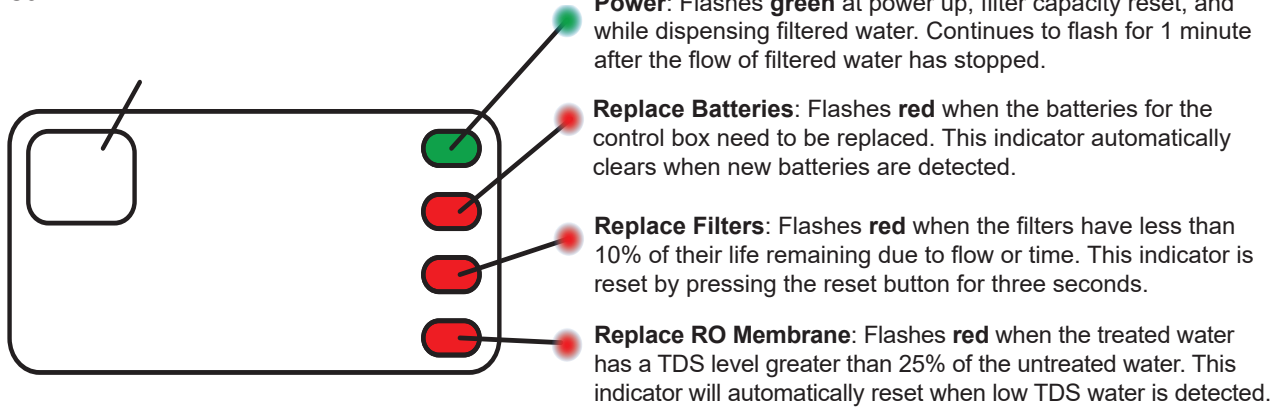 Power: Flashes green at power up, filter capacity reset, and
while dispensing filtered water. Continues to flash for 1 minute
after the flow of filtered water has stopped.
Replace Batteries: Flashes red when the batteries for the
control box need to be replaced. This indicator automatically
clears when new batteries are detected.
Replace Filters: Flashes red when the filters have less than
10% of their life remaining due to flow or time. This indicator is
reset by pressing the reset button for three seconds.
Replace RO Membrane: Flashes red when the treated water
has a TDS level greater than 25% of the untreated water. This
indicator will automatically reset when low TDS water is detected.